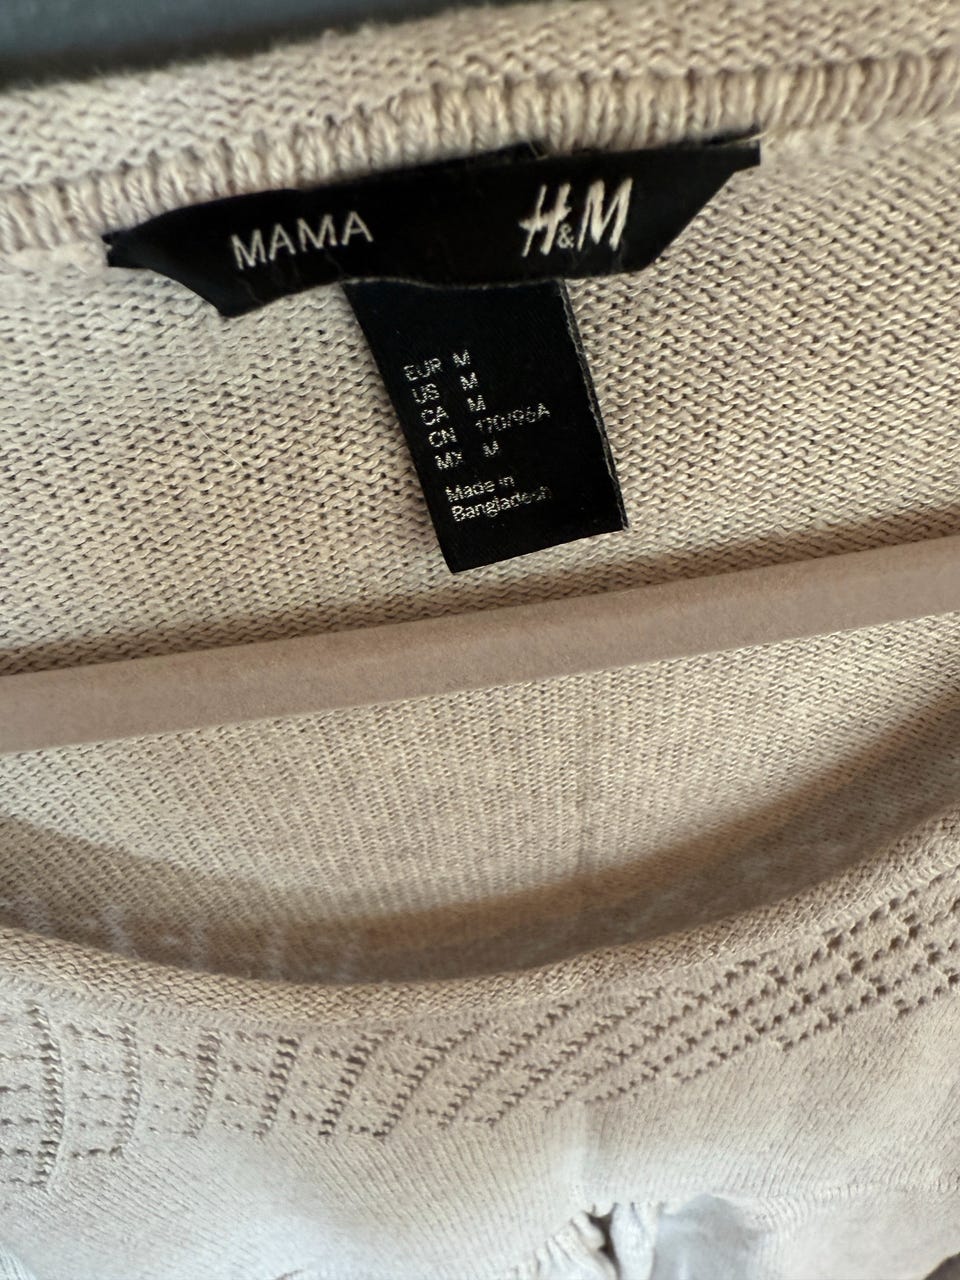 MAMA H&M
EUR M
US M
CA M
CN 170/96A
MX M
Made in
Bangladesh